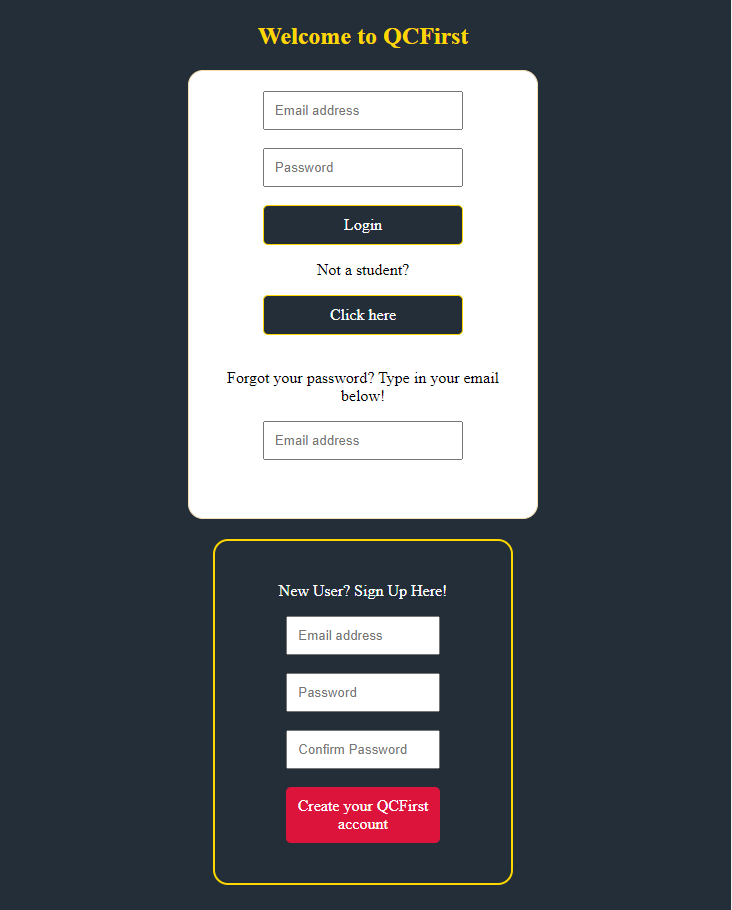 Welcome to QCFirst
Email address
Password
Login
Not a student?
Click here
Forgot your password? Type in your email
below!
Email address
New User? Sign Up Here!
Email address
Password
Confirm Password
Create your QCFirst
account